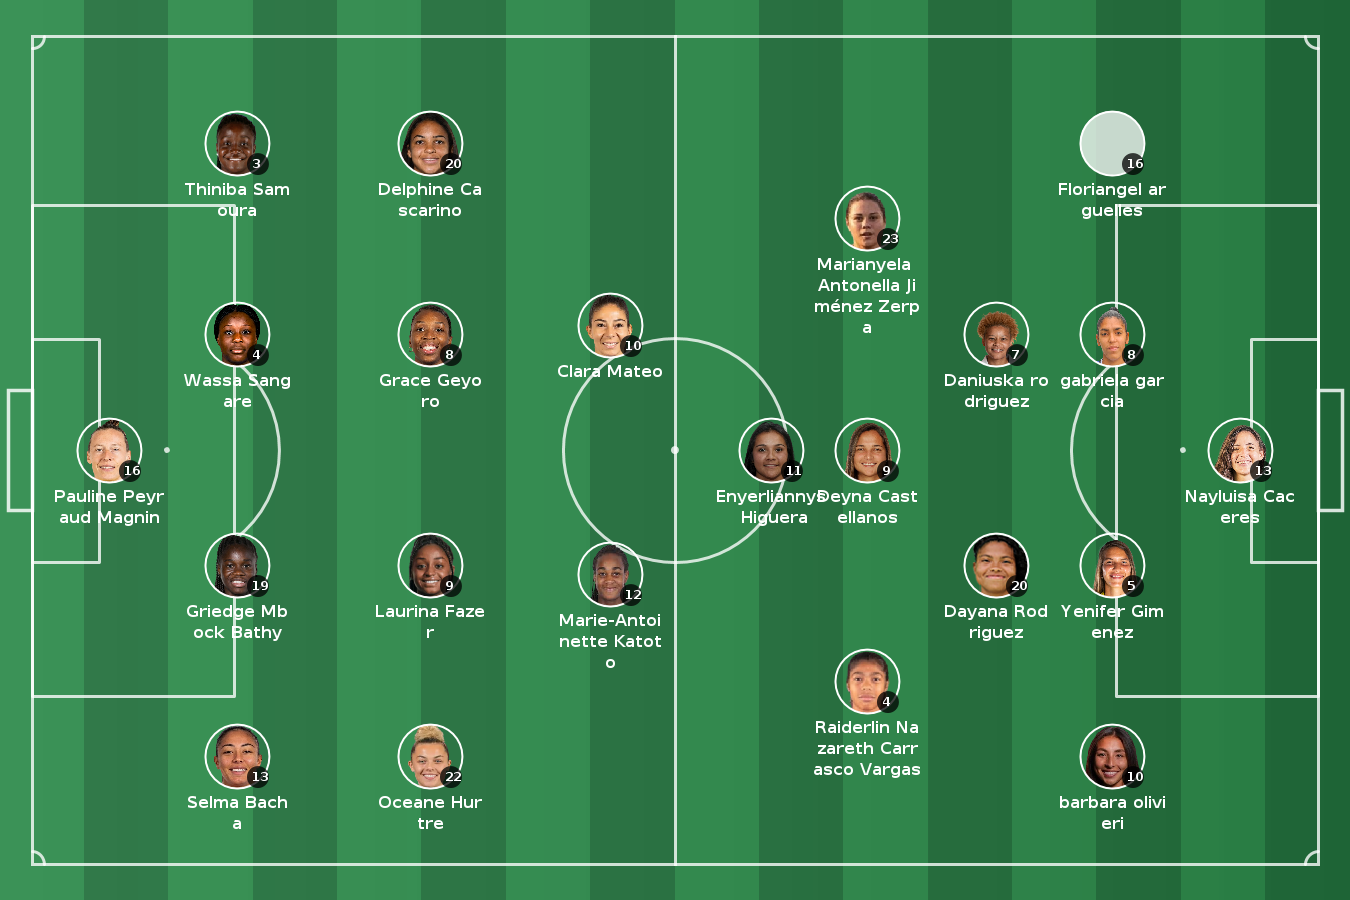 3
Thiniba Sam
oura
20
Delphine Ca
scarino
16
Floriangel ar
guelles
23
Marianyela
Antonella Ji
ménez Zerp
a
4
Wassa Sang
are
8
Grace Geyo
ro
10
Clara Mateo
7
Daniuska ro
driguez
8
gabriela gar
cia
16
Pauline Peyr
aud Magnin
11
Enyerliannys
Higuera
9
Deyna Cast
ellanos
13
Nayluisa Cac
eres
19
Griedge Mb
ock Bathy
9
Laurina Faze
r
12
Marie-Antoi
nette Katot
o
20
Dayana Rod
riguez
5
Yenifer Gim
enez
4
Raiderlin Na
zareth Carr
asco Vargas
13
Selma Bach
a
22
Oceane Hur
tre
10
barbara olivi
eri